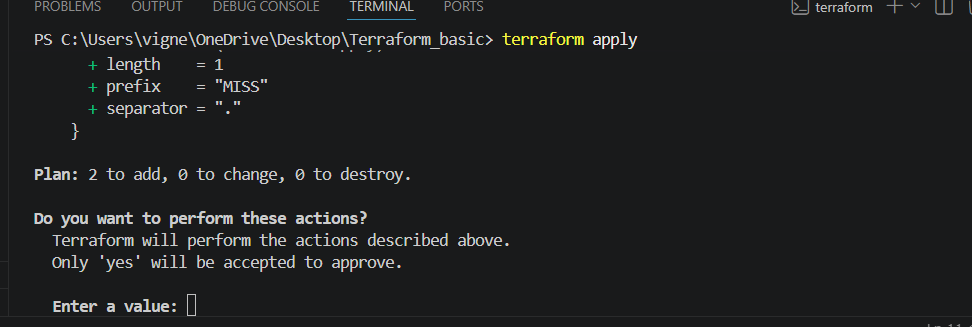 PROBLEMS OUTPUT DEBUG CONSOLE TERMINAL PORTS terraform
PS C:\Users\vigne\OneDrive\Desktop\Terraform_basic> terraform apply
+ length = 1
+ prefix = "MISS"
+ separator = "."
}
Plan: 2 to add, 0 to change, 0 to destroy.
Do you want to perform these actions?
Terraform will perform the actions described above.
Only 'yes' will be accepted to approve.
Enter a value: